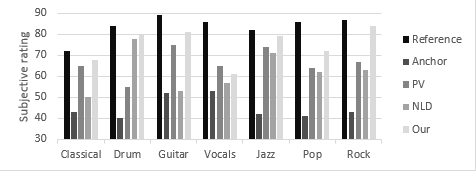 90
80
70
60
50
40
30
Subjective rating
Classical Drum Guitar Vocals Jazz Pop Rock
Reference
Anchor
PV
NLD
Our